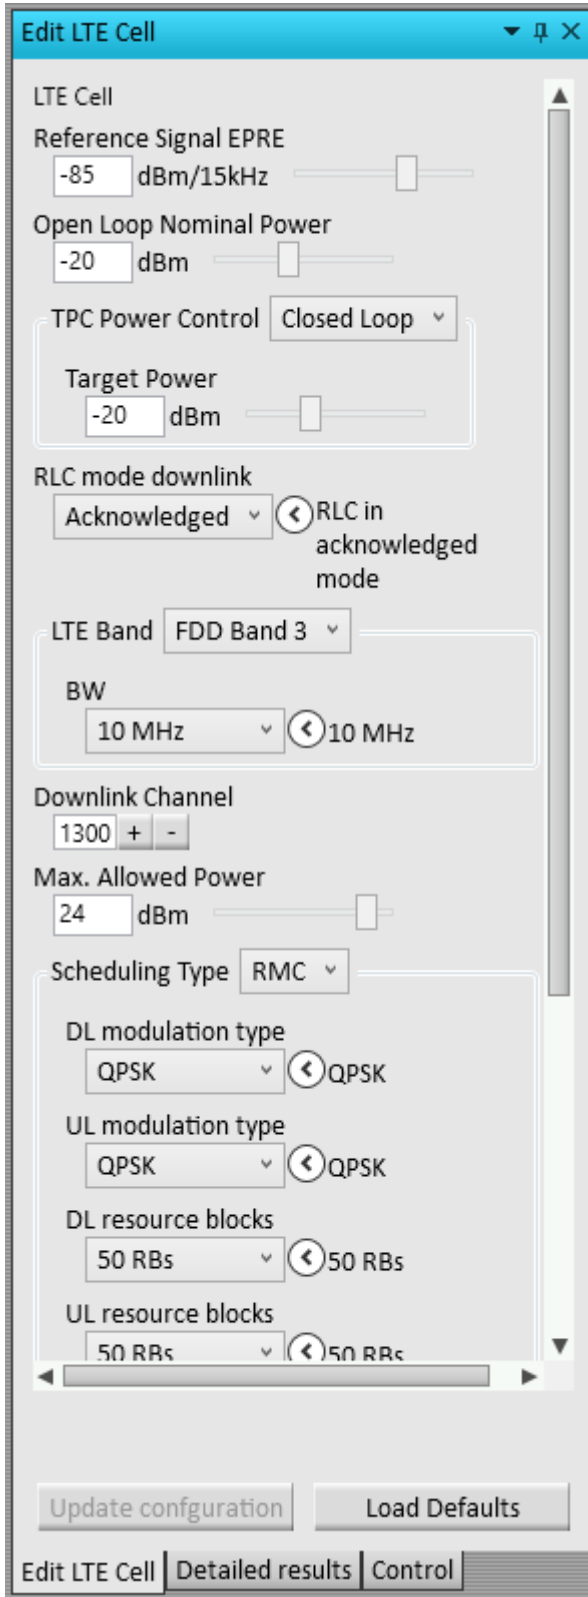 Edit LTE Cell
LTE Cell
Reference Signal EPRE
-85 dBm/15kHz
Open Loop Nominal Power
-20 dBm
TPC Power Control Closed Loop
Target Power
-20 dBm
RLC mode downlink
Acknowledged RLC in
acknowledged
mode
LTE Band FDD Band 3
BW
10 MHz 10 MHz
Downlink Channel
1300 + -
Max. Allowed Power
24 dBm
Scheduling Type RMC
DL modulation type
QPSK QPSK
UL modulation type
QPSK QPSK
DL resource blocks
50 RBs 50 RBs
UL resource blocks
50 RBs 50 RBs
Update confguration Load Defaults
Edit LTE Cell Detailed results Control